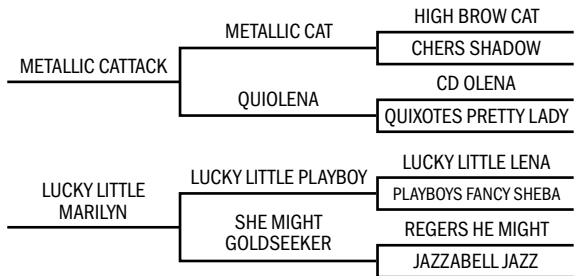 HIGH BROW CAT
METALLIC CAT
CHERS SHADOW
METALLIC CATTACK
CD OLENA
QUIOLENA
QUIXOTES PRETTY LADY
LUCKY LITTLE LENA
LUCKY LITTLE PLAYBOY
PLAYBOYS FANCY SHEBA
LUCKY LITTLE
MARILYN
SHE MIGHT
GOLDSEEKER
REGERS HE MIGHT
JAZZABELL JAZZ